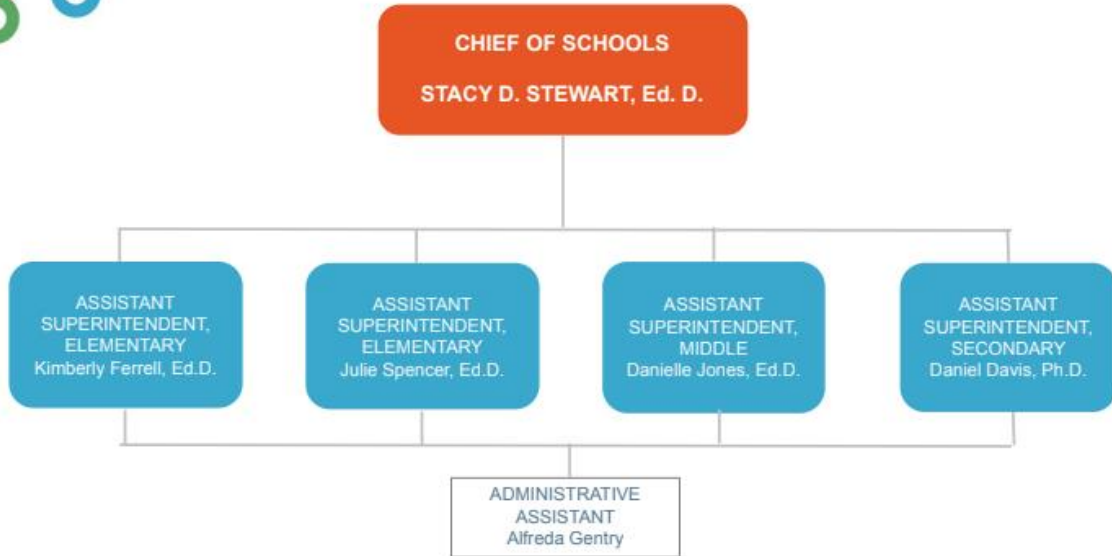 CHIEF OF SCHOOLS
STACY D. STEWART, Ed. D.
ASSISTANT
SUPERINTENDENT,
ELEMENTARY
Kimberly Ferrell, Ed.D.
ASSISTANT
SUPERINTENDENT,
ELEMENTARY
Julie Spencer, Ed.D.
ASSISTANT
SUPERINTENDENT,
MIDDLE
Danielle Jones, Ed.D.
ASSISTANT
SUPERINTENDENT,
SECONDARY
Daniel Davis, Ph.D.
ADMINISTRATIVE
ASSISTANT
Alfreda Gentry